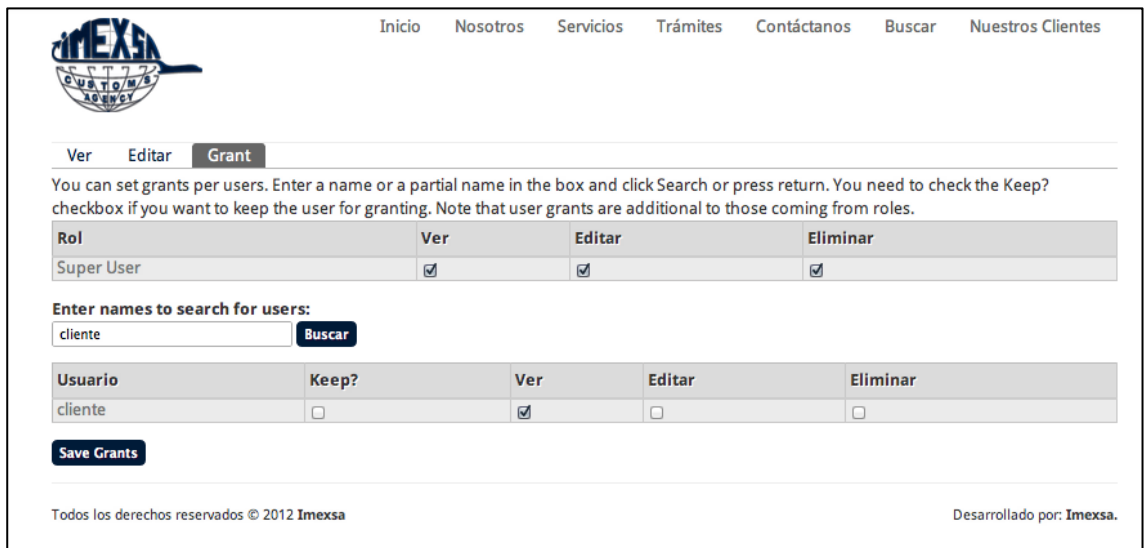 IMEXSA
CUSTOMS
AGENCY
Inicio Nosotros Servicios Trámites Contáctanos Buscar Nuestros Clientes
Ver Editar Grant
You can set grants per users. Enter a name or a partial name in the box and click Search or press return. You need to check the Keep?
checkbox if you want to keep the user for granting. Note that user grants are additional to those coming from roles.
Rol Ver Editar Eliminar
Super User
Enter names to search for users:
cliente Buscar
Usuario Keep? Ver Editar Eliminar
cliente
Save Grants
Todos los derechos reservados © 2012 Imexsa Desarrollado por: Imexsa.